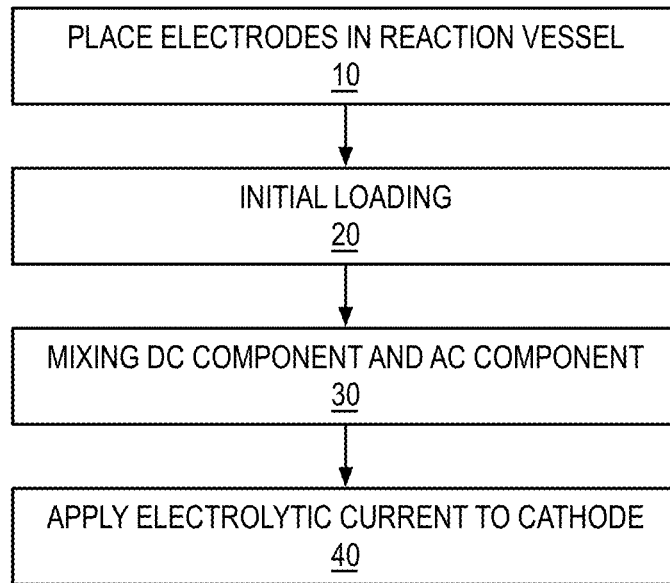 PLACE ELECTRODES IN REACTION VESSEL
10
INITIAL LOADING
20
MIXING DC COMPONENT AND AC COMPONENT
30
APPLY ELECTROLYTIC CURRENT TO CATHODE
40